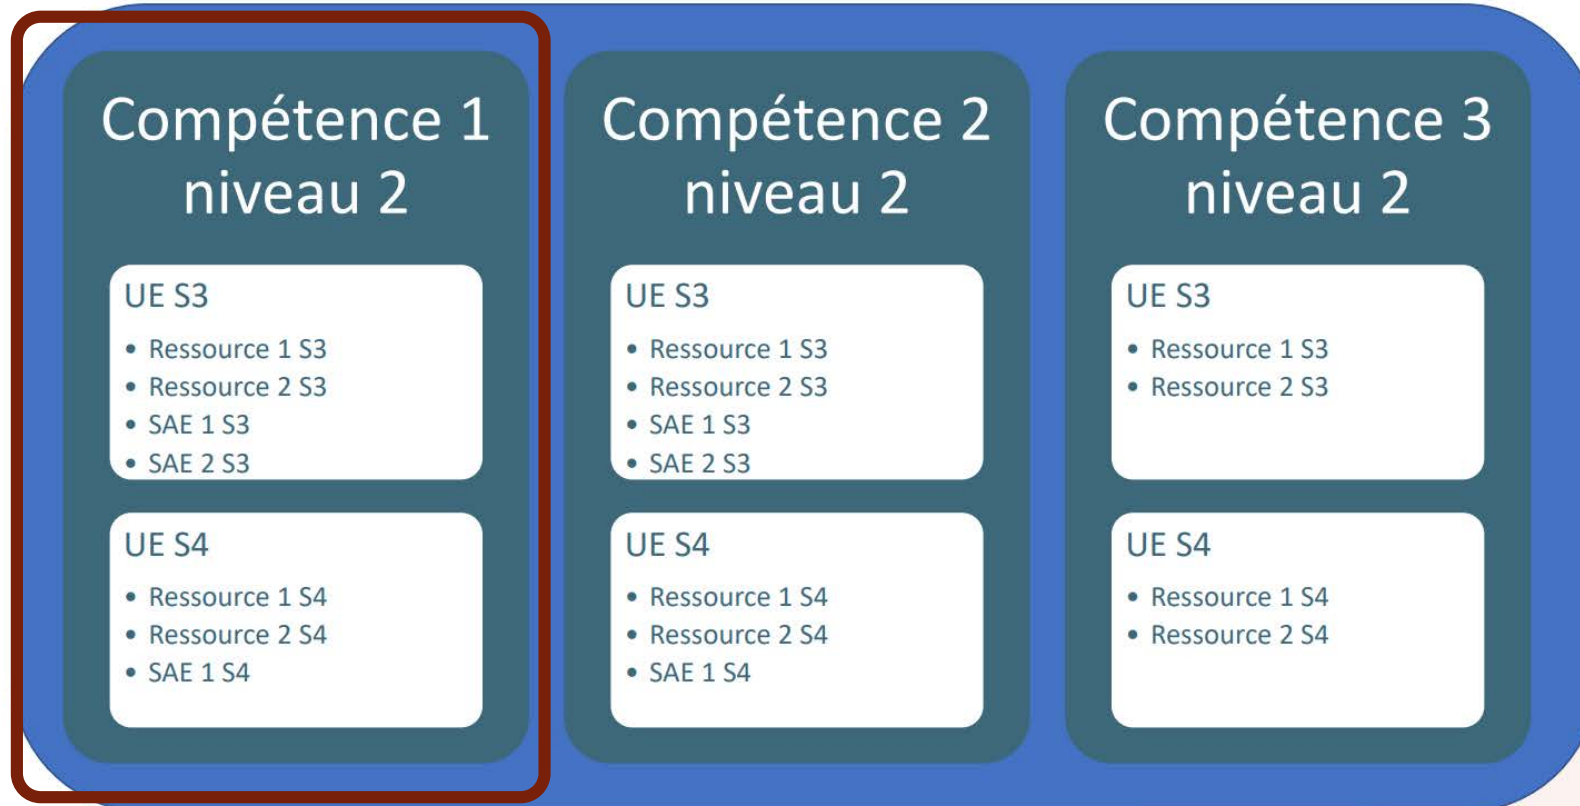 Compétence 1
niveau 2
UE S3
• Ressource 1 S3
• Ressource 2 S3
• SAE 1 S3
• SAE 2 S3
UE S4
• Ressource 1 S4
• Ressource 2 S4
• SAE 1 S4
Compétence 2
niveau 2
UE S3
• Ressource 1 S3
• Ressource 2 S3
• SAE 1 S3
• SAE 2 S3
UE S4
• Ressource 1 S4
• Ressource 2 S4
• SAE 1 S4
Compétence 3
niveau 2
UE S3
• Ressource 1 S3
• Ressource 2 S3
UE S4
• Ressource 1 S4
• Ressource 2 S4